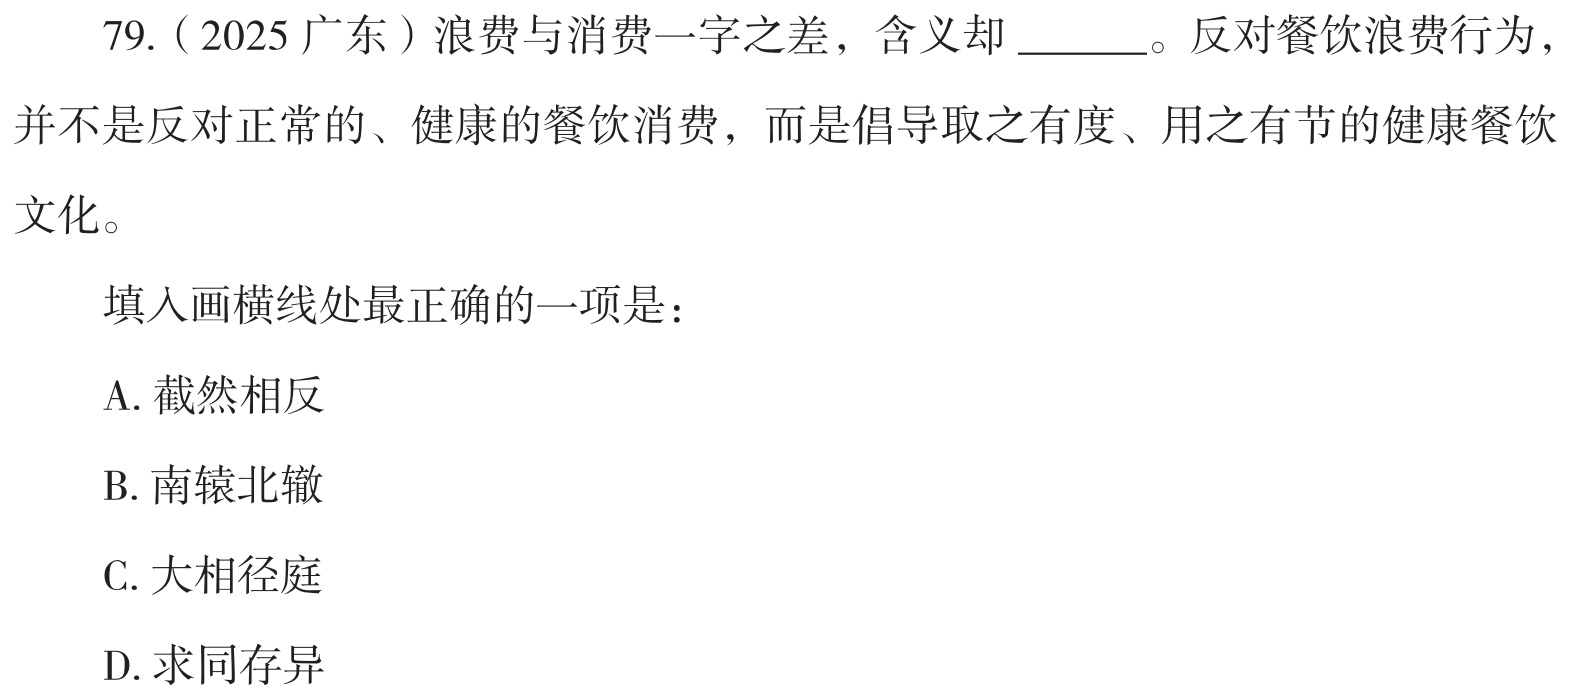 79.（2025 广东）浪费与消费一字之差，含义却 ______。反对餐饮浪费行为，
并不是反对正常的、健康的餐饮消费，而是倡导取之有度、用之有节的健康餐饮
文化。
填入画横线处最正确的一项是：
A. 截然相反
B. 南辕北辙
C. 大相径庭
D. 求同存异